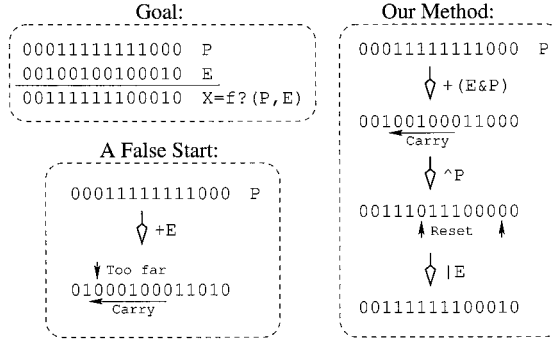 Goal:
00011111111000 P
00100100100010 E
00111111100010 X=f?(P,E)
A False Start:
00011111111000 P
+E
Too far
01000100011010
Carry
Our Method:
00011111111000 P
+(E&P)
00100100011000
Carry
^P
00111011100000
Reset
|E
00111111100010